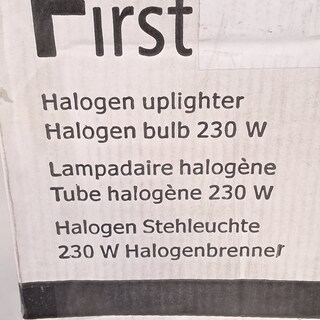 First
Halogen uplighter
Halogen bulb 230 W
Lampadaire halogène
Tube halogène 230 W
Halogen Stehleuchte
230 W Halogenbrenner